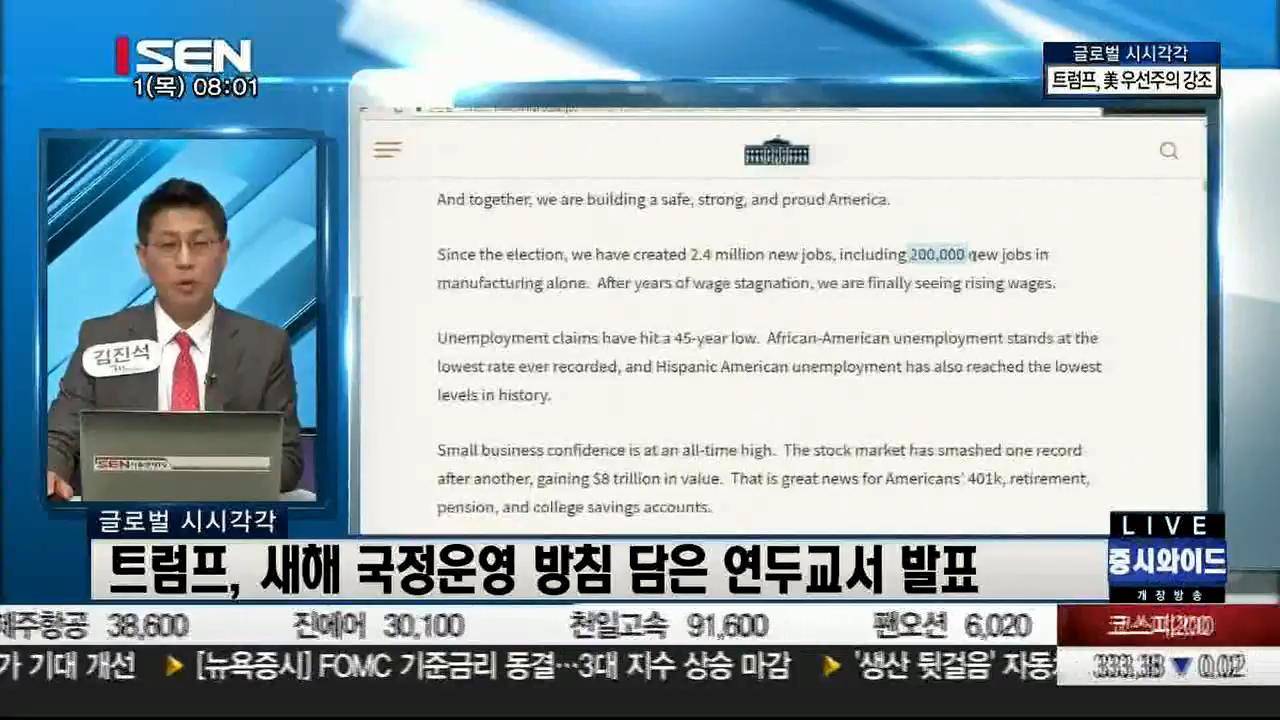 SEN
1(목) 08:01
글로벌 시시각각
트럼프, 美 우선주의 강조
And together, we are building a safe, strong, and proud America.
Since the election, we have created 2.4 million new jobs, including 200,000 new jobs in
manufacturing alone. After years of wage stagnation, we are finally seeing rising wages.
Unemployment claims have hit a 45-year low. African-American unemployment stands at the
lowest rate ever recorded, and Hispanic American unemployment has also reached the lowest
levels in history.
Small business confidence is at an all-time high. The stock market has smashed one record
after another, gaining $8 trillion in value. That is great news for Americans' 401k, retirement,
pension, and college savings accounts.
김진석
SEN
글로벌 시시각각
트럼프, 새해 국정운영 방침 담은 연두교서 발표
LIVE
증시와이드
개장방송
제주항공 38,600 진에어 30,100 천일고속 91,600 팬오션 6,020
가 기대 개선 ▶ [뉴욕증시] FOMC 기준금리 동결…3대 지수 상승 마감 ▶ '생산 뒷걸음' 자동
▼ 0.02